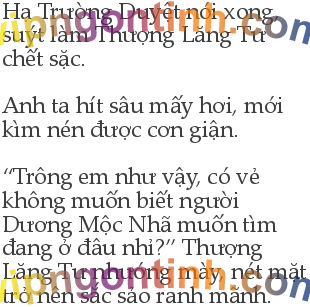 Hạ Trường Duyệt nói xong,
suýt làm Thượng Lăng Tư
chết sặc.
Anh ta hít sâu mấy hơi, mới
kìm nén được cơn giận.
“Trông em như vậy, có vẻ
không muốn biết người
Dương Mộc Nhã muốn tìm
đang ở đâu nhỉ?” Thượng
Lăng Tư nhướng mày, nét mặt
trở nên sắc sảo ranh mãnh.
vipngontinh.com
vipngontinh.com